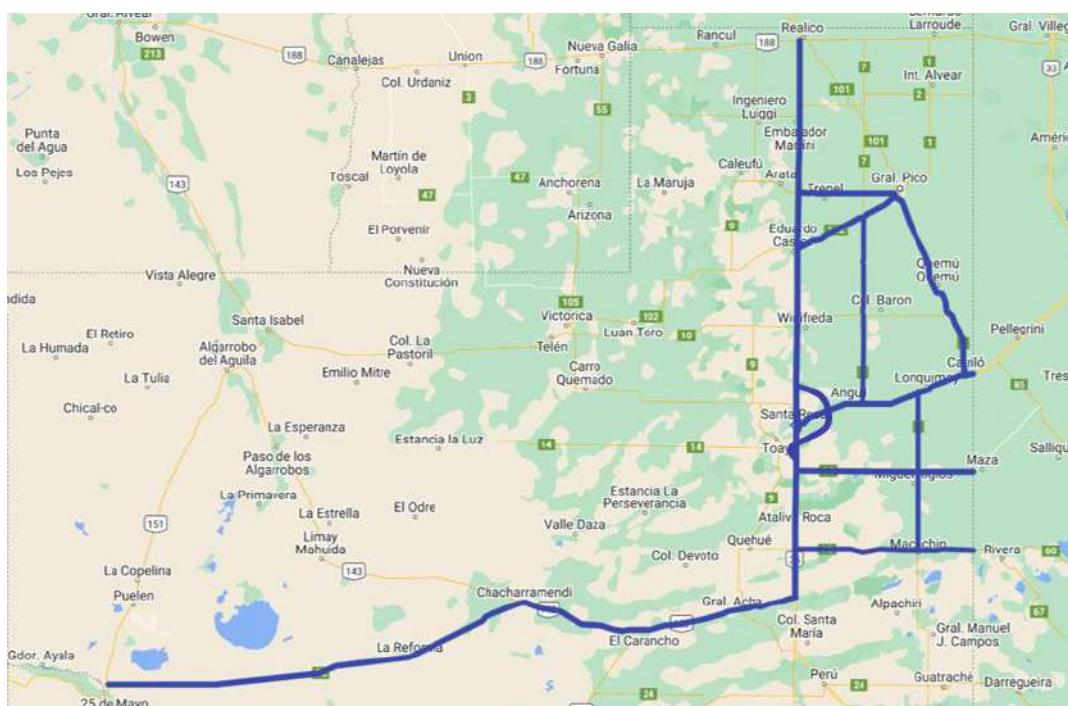 Gral. Alvear
Bowen
213
188
Canalejas
Union
Col. Urdaniz
3
188
Nueva Galia
Fortuna
Rancul
188
Realico
Bernardo
Larroude
Gral. Villeg
33
7
1
Int. Alvear
101
2
55
Ingeniero
Luiggi
Embajador
Martini
101
1
7
Améric
Punta
del Agua
Los Pejes
143
Martín de
Loyola
Toscal
47
47
Anchorena
Arizona
La Maruja
Caleufú
Arata
Trenel
Gral. Pico
9
Eduardo
El Porvenir
Nueva
Constitución
Vista Alegre
ndida
Quemú
Quemú
Col. Baron
105
102
Victorica
Luan Toro
10
Telén
Winifreda
Pellegrini
Santa Isabel
El Retiro
La Humada
Algarrobo
del Aguila
Col. La
Pastoril
Emilio Mitre
La Tulia
Chical-co
Carro
Quemado
9
Lonquimay
85
Tres
La Esperanza
Estancia la Luz
14
14
Santa Rosa
Toay
Paso de los
Algarrobos
Maza
Salliqu
La Primavera
La Estrella
El Odre
Estancia La
Perseverancia
9
Valle Daza
Ataliva Roca
151
Limay
Mahuida
143
Quehué
Col. Devoto
Macachin
Rivera
60
La Copelina
Puelen
Chacharramendi
Gral. Acha
Alpachiri
67
La Reforma
El Carancho
Col. Santa
María
Gral. Manuel
J. Campos
Gdor. Ayala
25 de Mayo
24
Perú
24
Guatraché
Darregueira